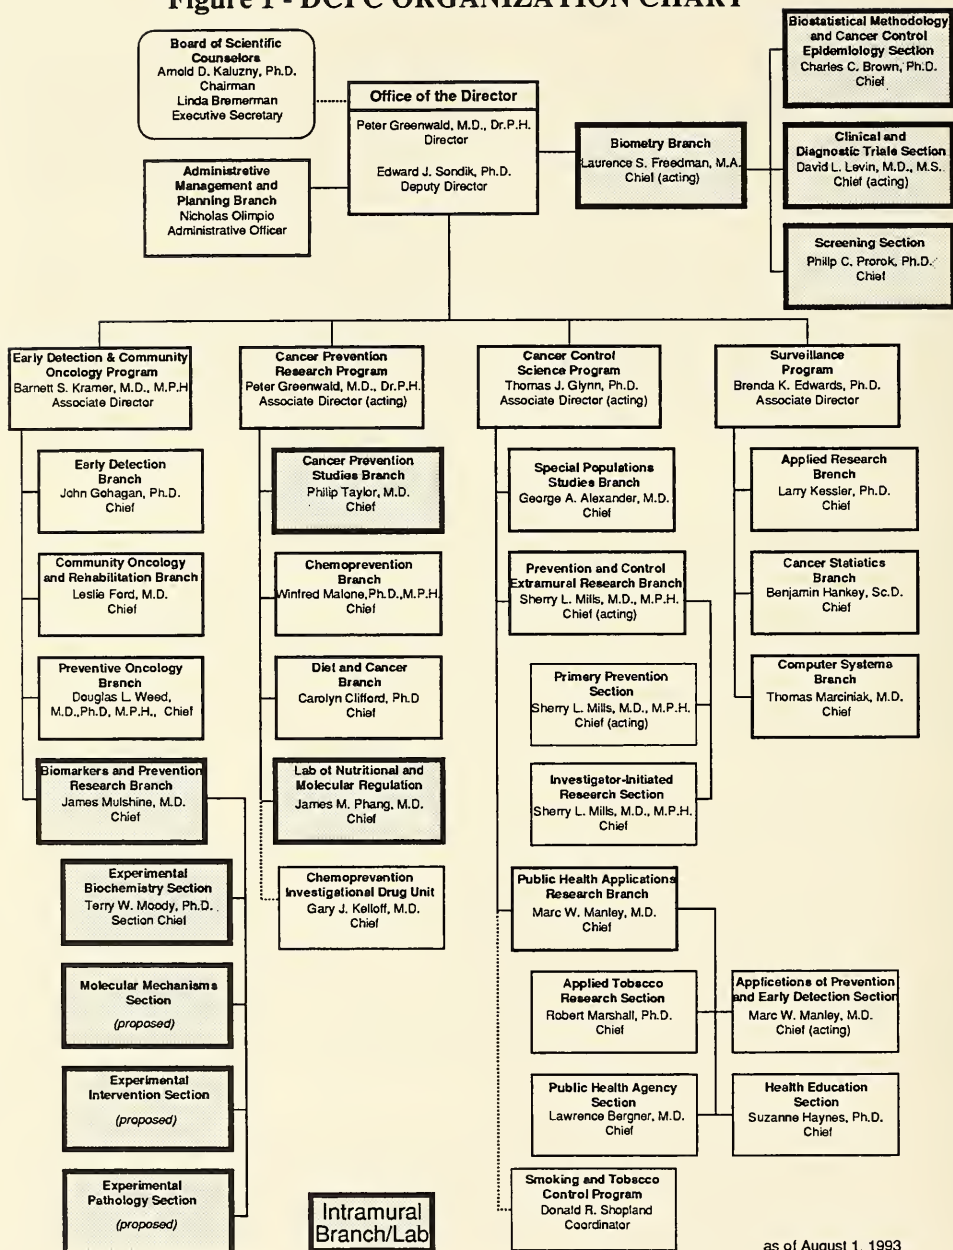 Figure 1 - DCPC ORGANIZATION CHART
Board of Scientific
Counselors
Arnold D. Kaluzny, Ph.D.
Chairman
Linda Bremerman
Executive Secretary
Office of the Director
Peter Greenwald, M.D., Dr.P.H.
Director
Edward J. Sondik, Ph.D.
Deputy Director
Administrative
Management and
Planning Branch
Nicholas Olimpio
Administrative Officer
Biometry Branch
Laurence S. Freedman, M.A.
Chief (acting)
Biostatistical Methodology
and Cancer Control
Epidemiology Section
Charles C. Brown, Ph.D.
Chief
Clinical and
Diagnostic Trials Section
David L. Levin, M.D., M.S.
Chief (acting)
Screening Section
Philip C. Prorok, Ph.D.
Chief
Early Detection & Community
Oncology Program
Barnett S. Kramer, M.D., M.P.H
Associate Director
Early Detection
Branch
John Gohagan, Ph.D.
Chief
Community Oncology
and Rehabilitation Branch
Leslie Ford, M.D.
Chief
Preventive Oncology
Branch
Douglas L. Weed,
M.D.,Ph.D, M.P.H., Chief
Biomarkers and Prevention
Research Branch
James Mulshine, M.D.
Chief
Experimental
Biochemistry Section
Terry W. Moody, Ph.D.
Section Chief
Molecular Mechanisms
Section
(proposed)
Experimental
Intervention Section
(proposed)
Experimental
Pathology Section
(proposed)
Cancer Prevention
Research Program
Peter Greenwald, M.D., Dr.P.H.
Associate Director (acting)
Cancer Prevention
Studies Branch
Philip Taylor, M.D.
Chief
Chemoprevention
Branch
Winfred Malone,Ph.D.,M.P.H.
Chief
Diet and Cancer
Branch
Carolyn Clifford, Ph.D
Chief
Lab of Nutritional and
Molecular Regulation
James M. Phang, M.D.
Chief
Chemoprevention
Investigational Drug Unit
Gary J. Kelloff, M.D.
Chief
Cancer Control
Science Program
Thomas J. Glynn, Ph.D.
Associate Director (acting)
Special Populations
Studies Branch
George A. Alexander, M.D.
Chief
Prevention and Control
Extramural Research Branch
Sherry L. Mills, M.D., M.P.H.
Chief (acting)
Primary Prevention
Section
Sherry L. Mills, M.D., M.P.H.
Chief (acting)
Investigator-Initiated
Research Section
Sherry L. Mills, M.D., M.P.H.
Chief
Public Health Applications
Research Branch
Marc W. Manley, M.D.
Chief
Applied Tobacco
Research Section
Robert Marshall, Ph.D.
Chief
Applications of Prevention
and Early Detection Section
Marc W. Manley, M.D.
Chief (acting)
Public Health Agency
Section
Lawrence Bergner, M.D.
Chief
Health Education
Section
Suzanne Haynes, Ph.D.
Chief
Smoking and Tobacco
Control Program
Donald R. Shopland
Coordinator
Surveillance
Program
Brenda K. Edwards, Ph.D.
Associate Director
Applied Research
Branch
Larry Kessler, Ph.D.
Chief
Cancer Statistics
Branch
Benjamin Hankey, Sc.D.
Chief
Computer Systems
Branch
Thomas Marciniak, M.D.
Chief
Intramural
Branch/Lab
as of August 1, 1993